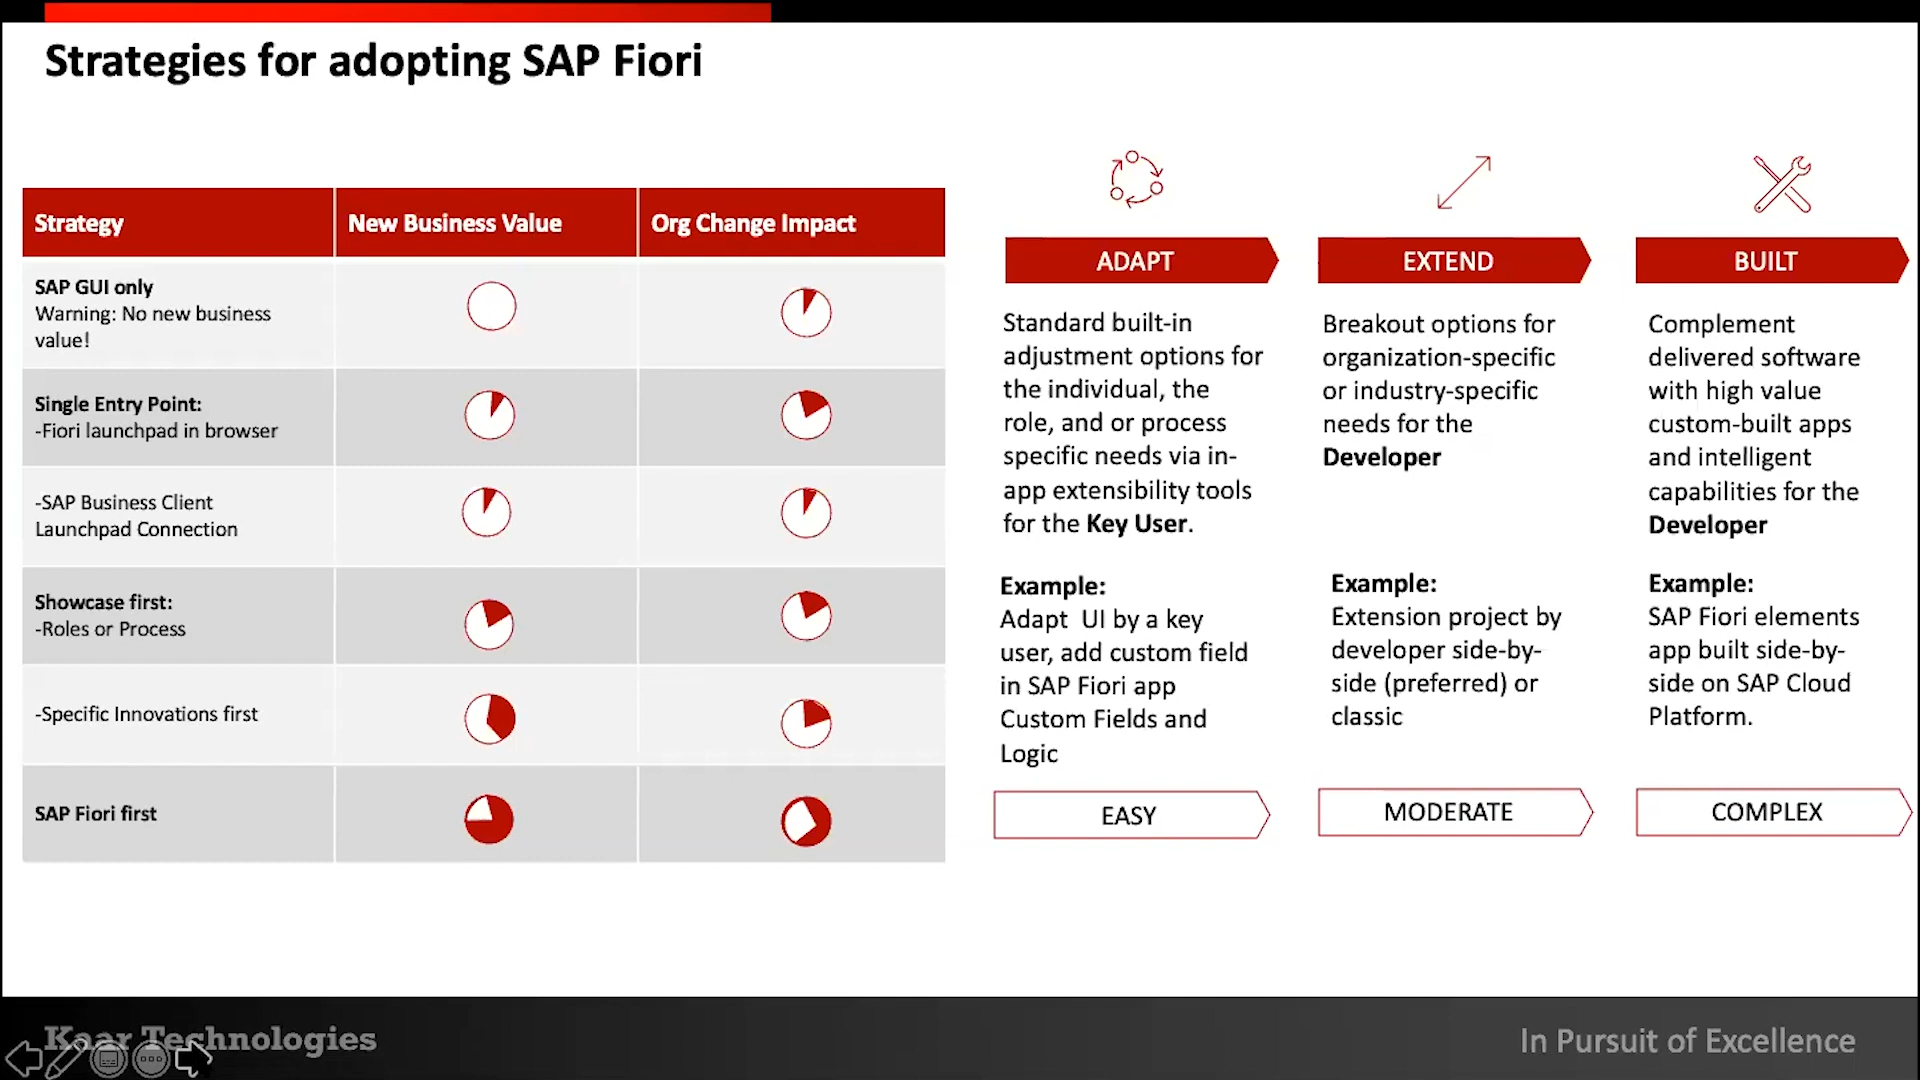 Strategies for adopting SAP Fiori
Strategy
New Business Value
Org Change Impact
SAP GUI only
Warning: No new business
value!
Single Entry Point:
-Fiori launchpad in browser
-SAP Business Client
Launchpad Connection
Showcase first:
-Roles or Process
-Specific Innovations first
SAP Fiori first
ADAPT
Standard built-in
adjustment options for
the individual, the
role, and or process
specific needs via in-
app extensibility tools
for the Key User.
Example:
Adapt  UI by a key
user, add custom field
in SAP Fiori app
Custom Fields and
Logic
EASY
EXTEND
Breakout options for
organization-specific
or industry-specific
needs for the
Developer
Example:
Extension project by
developer side-by-
side (preferred) or
classic
MODERATE
BUILT
Complement
delivered software
with high value
custom-built apps
and intelligent
capabilities for the
Developer
Example:
SAP Fiori elements
app built side-by-
side on SAP Cloud
Platform.
COMPLEX
Kaar Technologies
In Pursuit of Excellence